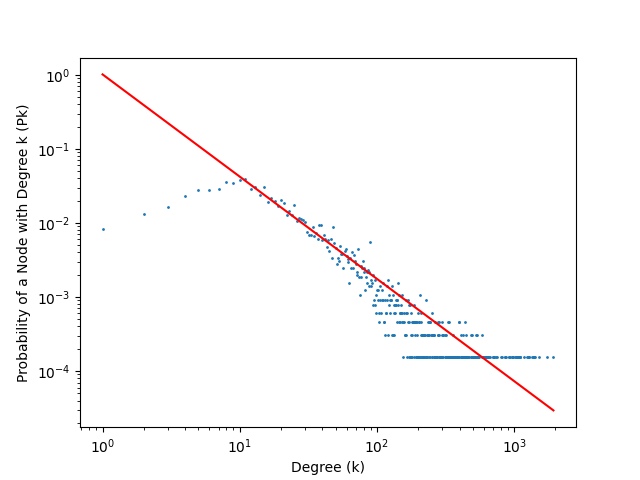 Probability of a Node with Degree k (Pk)
10⁰
10⁻¹
10⁻²
10⁻³
10⁻⁴
10⁰ 10¹ 10² 10³
Degree (k)